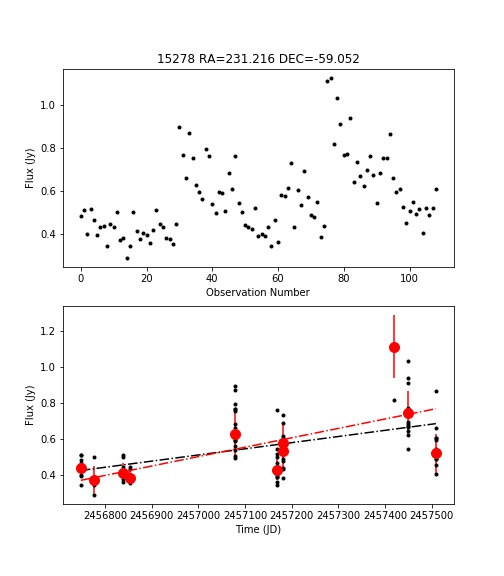 15278 RA=231.216 DEC=-59.052
1.0
0.8
0.6
0.4
Flux (Jy)
0 20 40 60 80 100
Observation Number
1.2
1.0
0.8
0.6
0.4
Flux (Jy)
2456800 2456900 2457000 2457100 2457200 2457300 2457400 2457500
Time (JD)